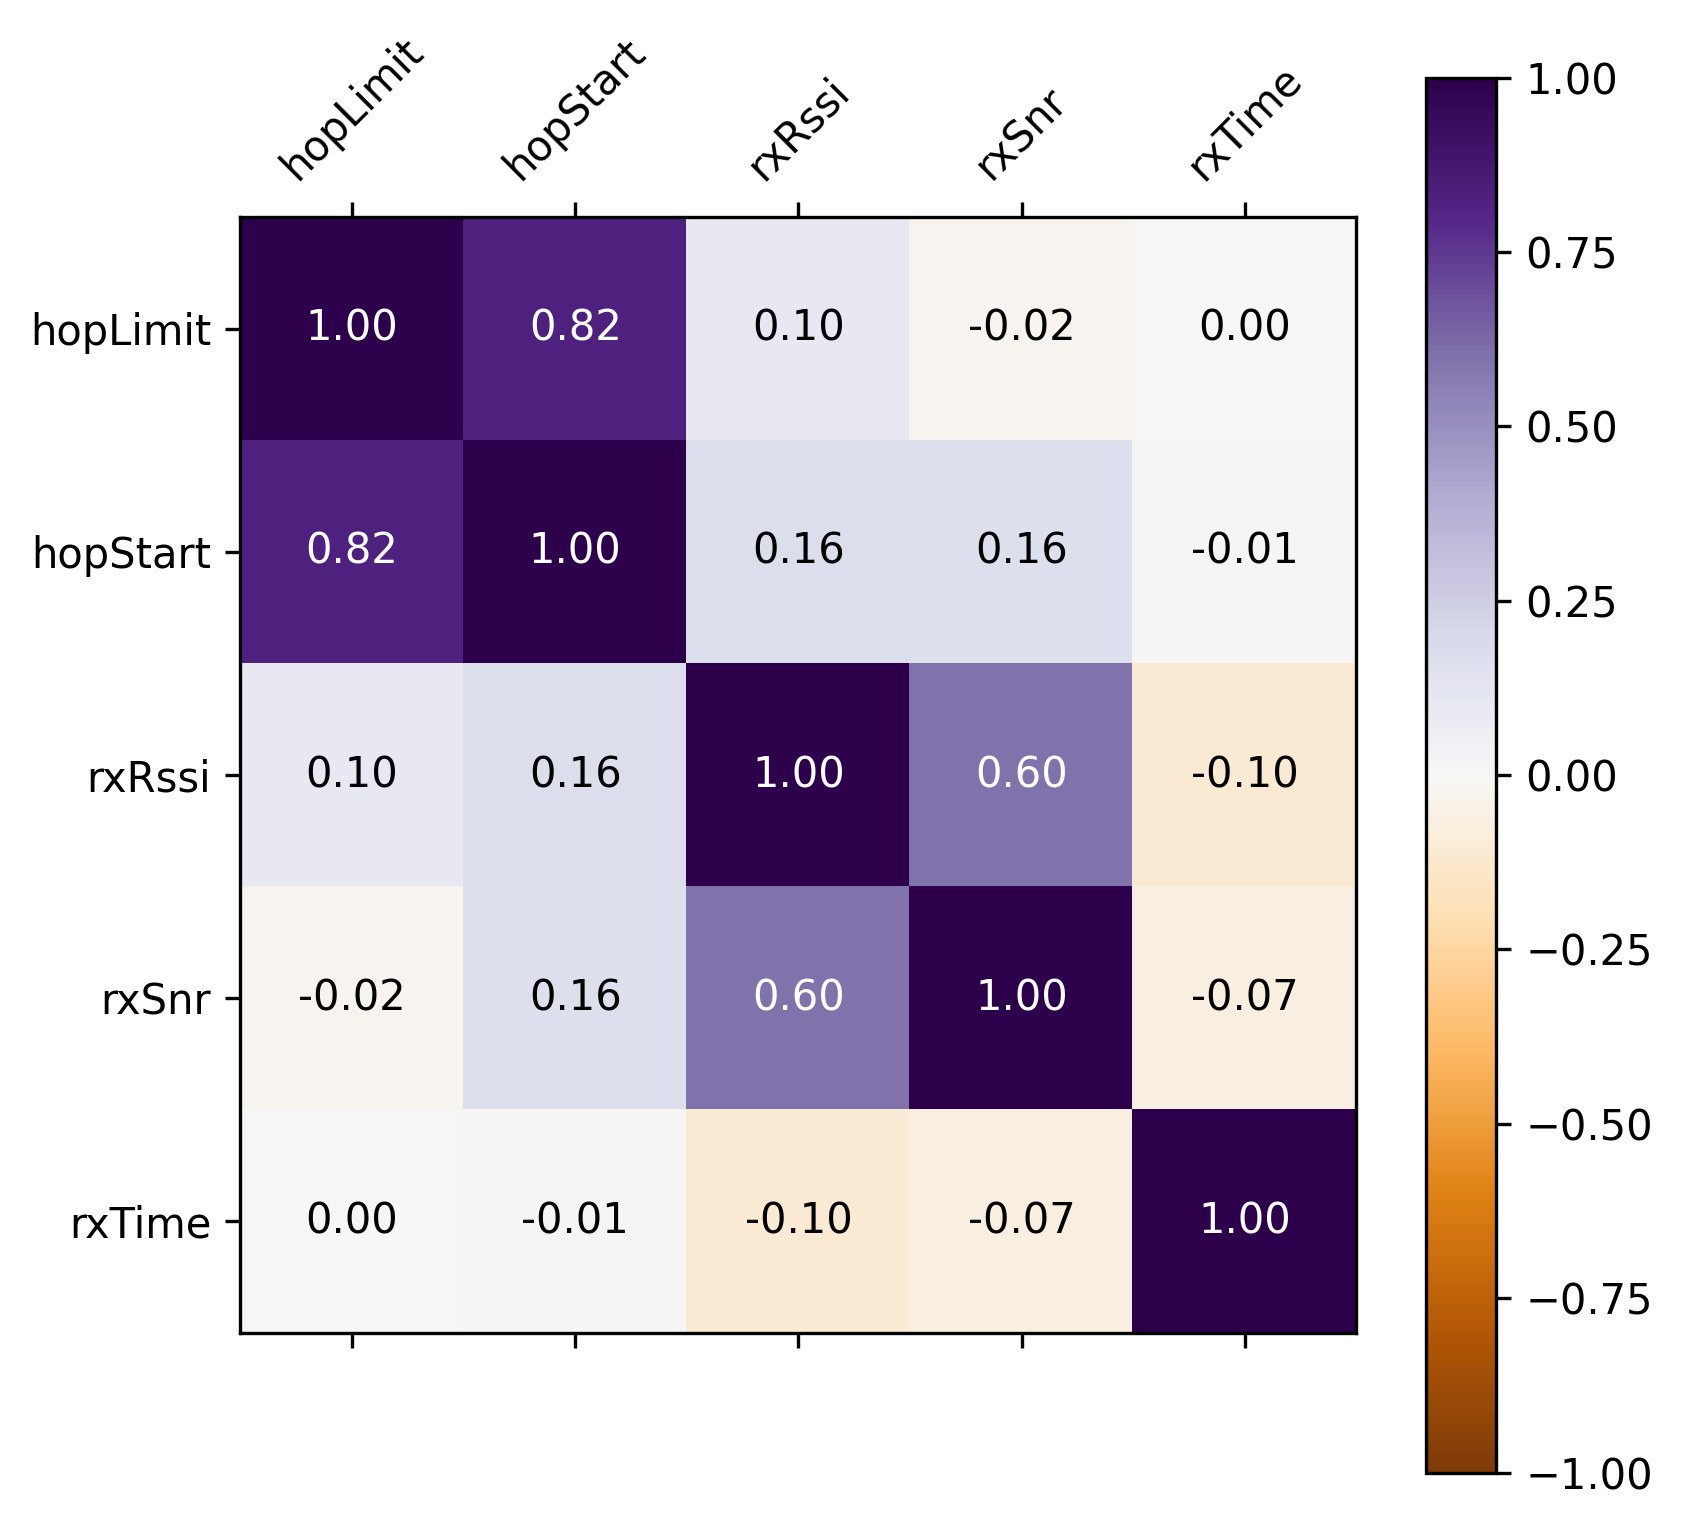 hopLimit hopStart rxRssi rxSnr rxTime
hopLimit 1.00 0.82 0.10 -0.02 0.00
hopStart 0.82 1.00 0.16 0.16 -0.01
rxRssi 0.10 0.16 1.00 0.60 -0.10
rxSnr -0.02 0.16 0.60 1.00 -0.07
rxTime 0.00 -0.01 -0.10 -0.07 1.00
1.00
0.75
0.50
0.25
0.00
−0.25
−0.50
−0.75
−1.00